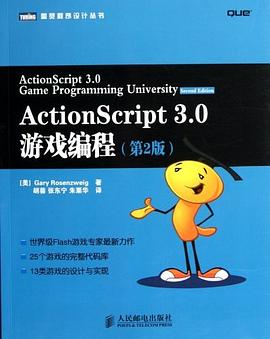 TURING
图灵程序设计丛书
QUE
ActionScript 3.0
Game Programming University Second Edition
ActionScript 3.0
游戏编程(第2版)
[美] Gary Rosenzweig 著
胡蓉 张东宁 朱栗华 译
世界级Flash游戏专家最新力作
25个游戏的完整代码库
13类游戏的设计与实现
人民邮电出版社
POSTS & TELECOM PRESS